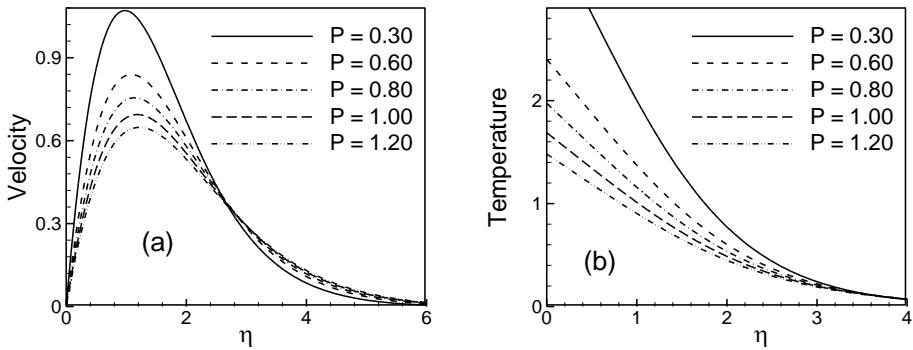 P = 0.30
P = 0.60
P = 0.80
P = 1.00
P = 1.20
Velocity
0.9
0.6
0.3
0
(a)
0 2 4 6
η
P = 0.30
P = 0.60
P = 0.80
P = 1.00
P = 1.20
Temperature
2
1
0
(b)
0 1 2 3 4
η